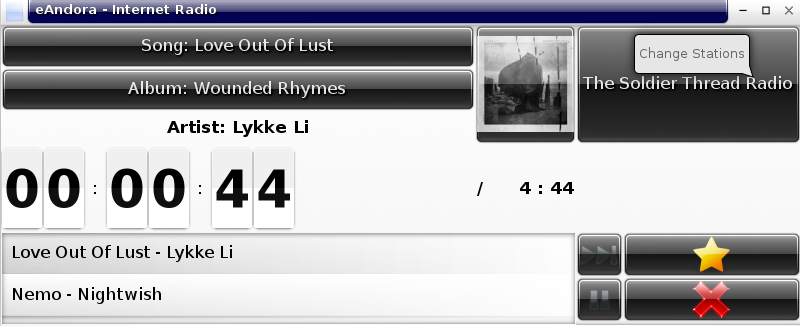 eAndora - Internet Radio
Song: Love Out Of Lust
Album: Wounded Rhymes
Artist: Lykke Li
Change Stations
The Soldier Thread Radio
00 : 00 : 44 / 4 : 44
Love Out Of Lust - Lykke Li
Nemo - Nightwish